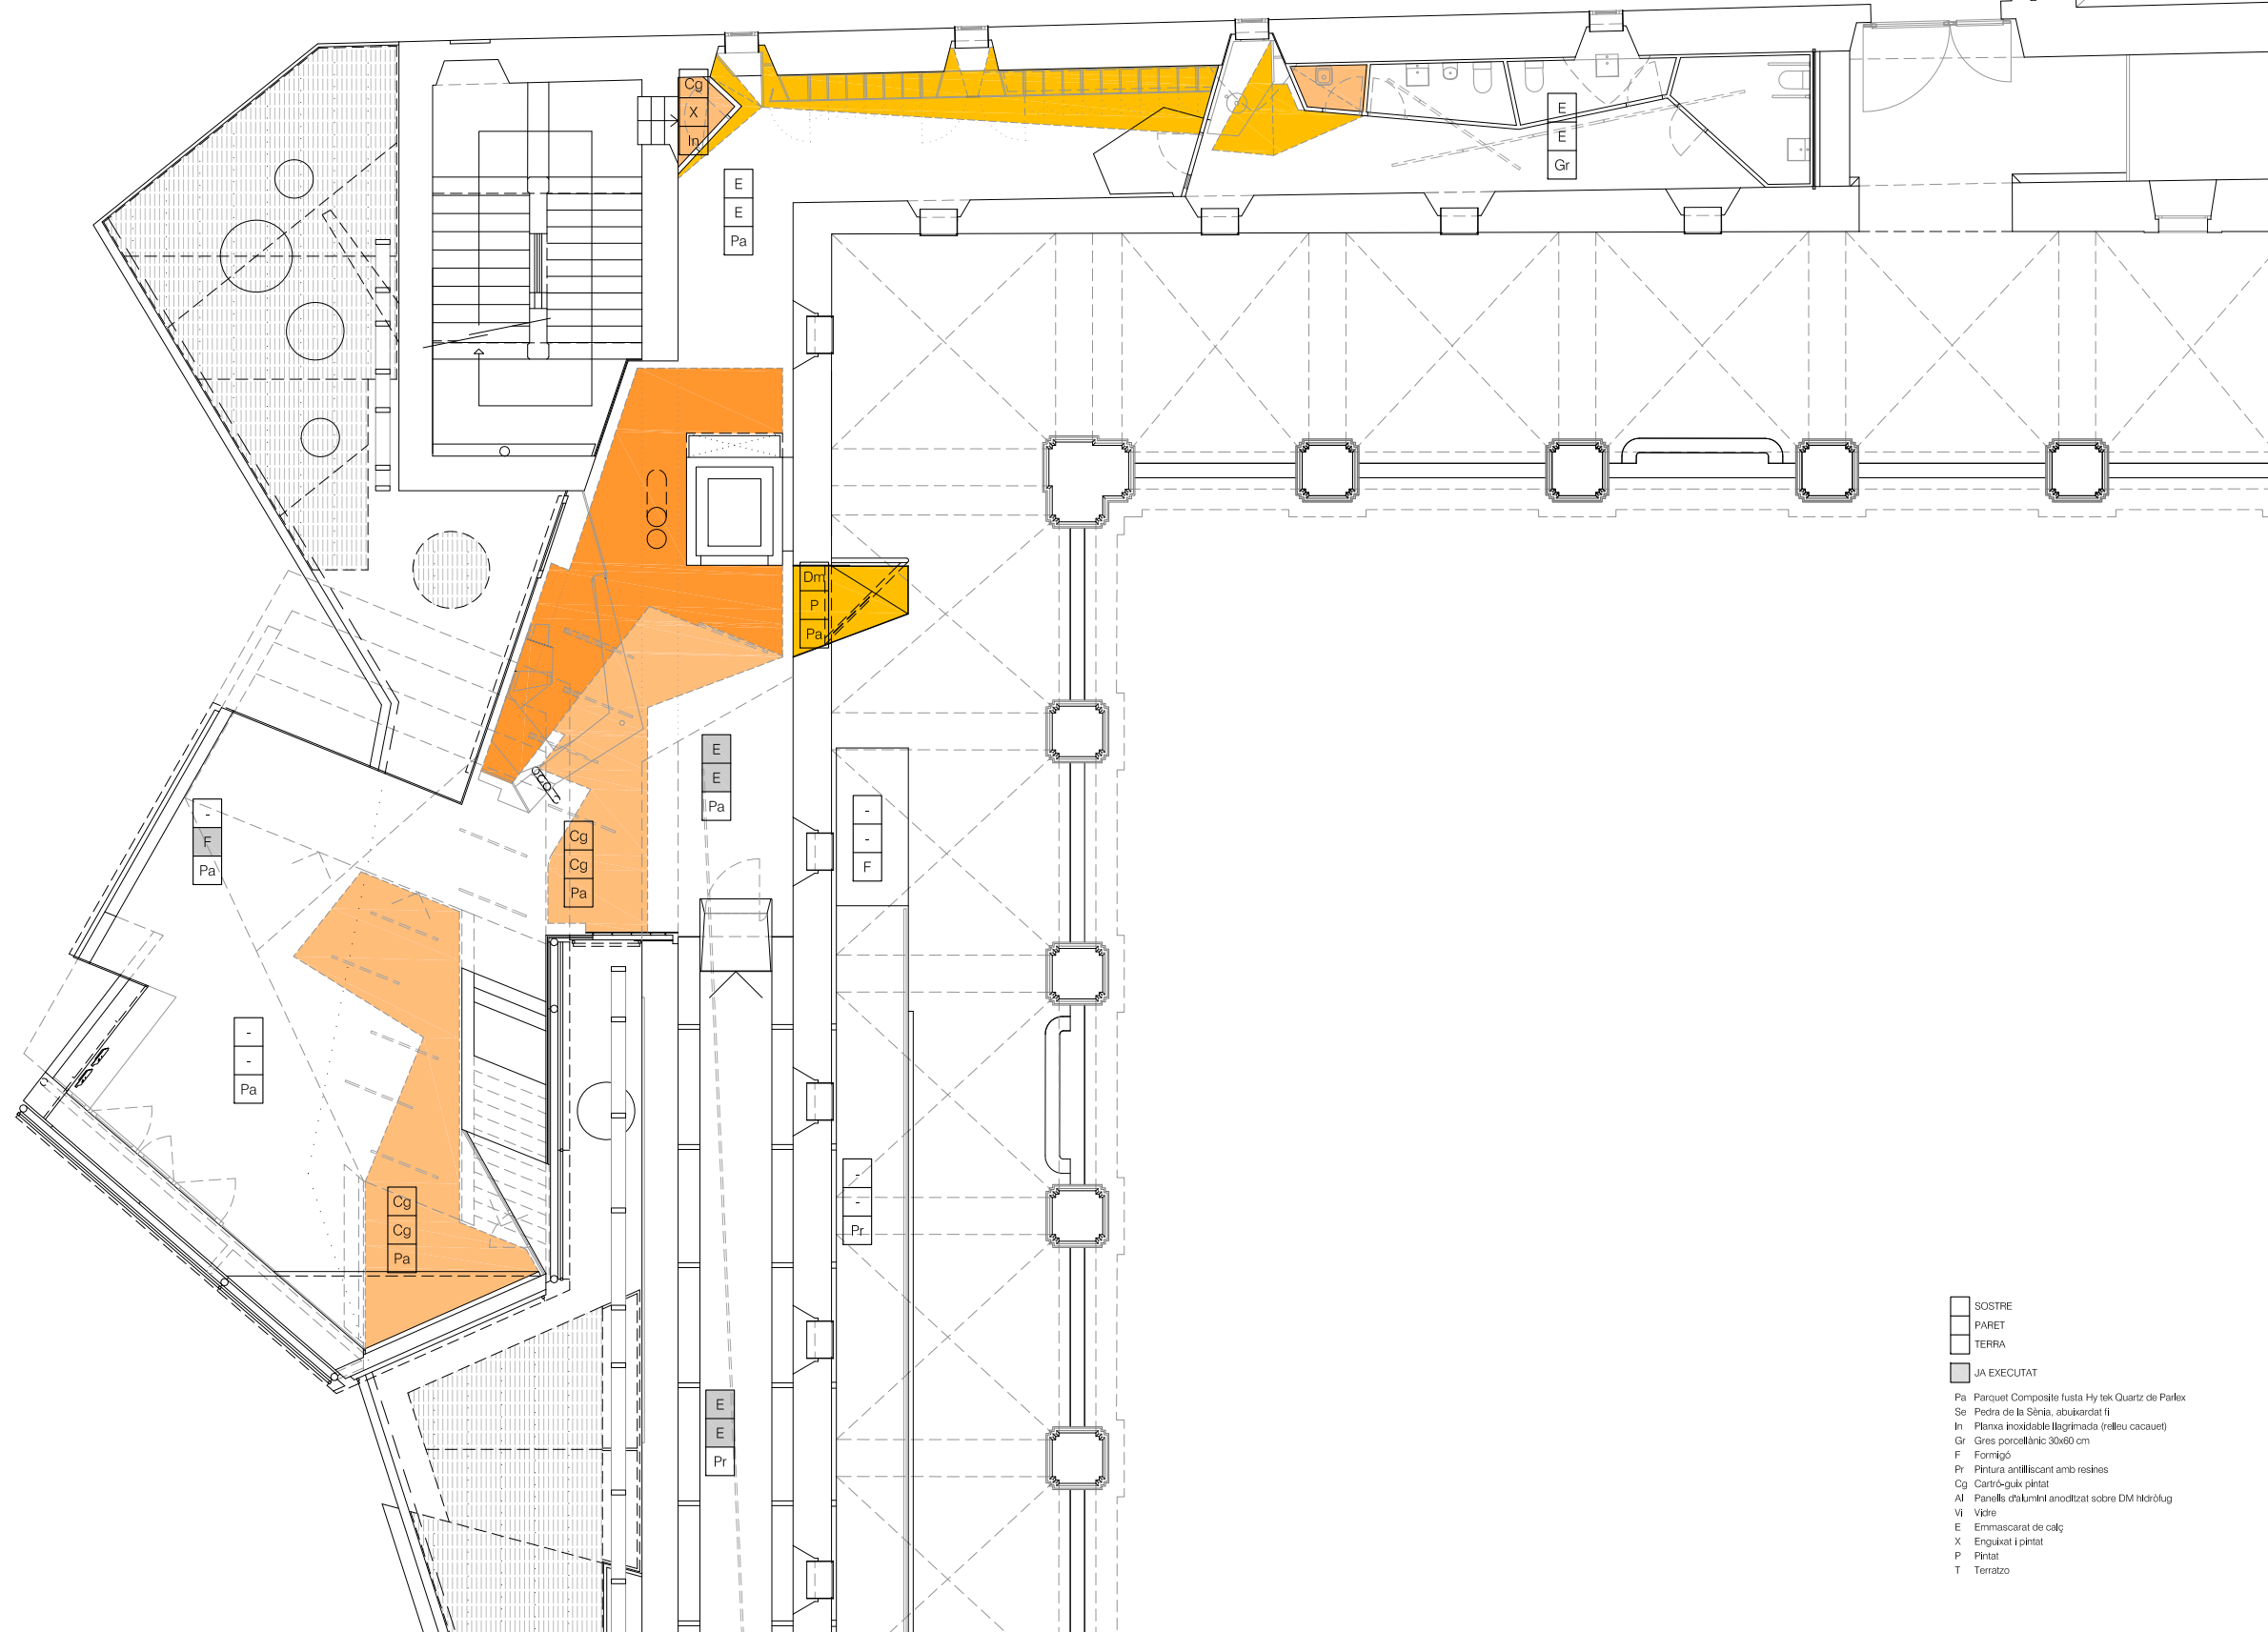 Cg
X
In
E
E
Pa
E
E
Gr
Dm
P
Pa
E
E
Pa
-
F
Pa
-
-
F
Cg
Cg
Pa
-
-
Pa
-
-
Pr
Cg
Cg
Pa
E
E
Pr
SOSTRE
PARET
TERRA
JA EXECUTAT
Pa Parquet Composite fusta Hy tek Quartz de Parlex
Se Pedra de la Sènia, abuixardat fi
In Planxa inoxidable llagrimada (relleu cacauet)
Gr Gres porcellànic 30x60 cm
F Formigó
Pr Pintura antilliscant amb resines
Cg Cartró-guix pintat
Al Panells d'alumini anoditzat sobre DM hidròfug
Vi Vidre
E Emmascarat de calç
X Enguixat i pintat
P Pintat
T Terratzo